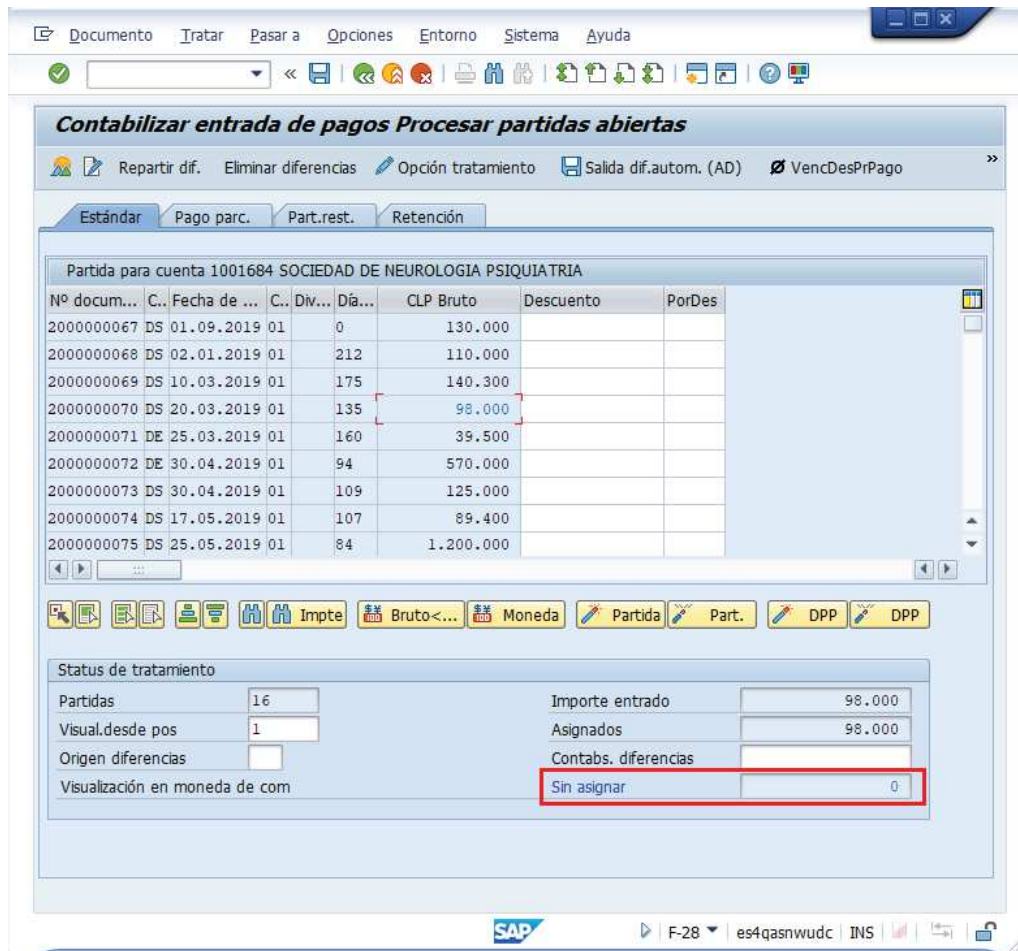 Documento Tratar Pasar a Opciones Entorno Sistema Ayuda
Contabilizar entrada de pagos Procesar partidas abiertas
Repartir dif. Eliminar diferencias Opción tratamiento Salida dif.autom. (AD) VencDesPrPago »
Estándar Pago parc. Part.rest. Retención
Partida para cuenta 1001684 SOCIEDAD DE NEUROLOGIA PSIQUIATRIA
Nº docum... C.. Fecha de ... C.. Div... Día... CLP Bruto Descuento PorDes
2000000067 DS 01.09.2019 01 0 130.000
2000000068 DS 02.01.2019 01 212 110.000
2000000069 DS 10.03.2019 01 175 140.300
2000000070 DS 20.03.2019 01 135 98.000
2000000071 DE 25.03.2019 01 160 39.500
2000000072 DE 30.04.2019 01 94 570.000
2000000073 DS 30.04.2019 01 109 125.000
2000000074 DS 17.05.2019 01 107 89.400
2000000075 DS 25.05.2019 01 84 1.200.000
Impte Bruto<... Moneda Partida Part. DPP DPP
Status de tratamiento
Partidas 16 Importe entrado 98.000
Visual.desde pos 1 Asignados 98.000
Origen diferencias Contabs. diferencias
Visualización en moneda de com Sin asignar 0
SAP F-28 es4qasnwudc INS